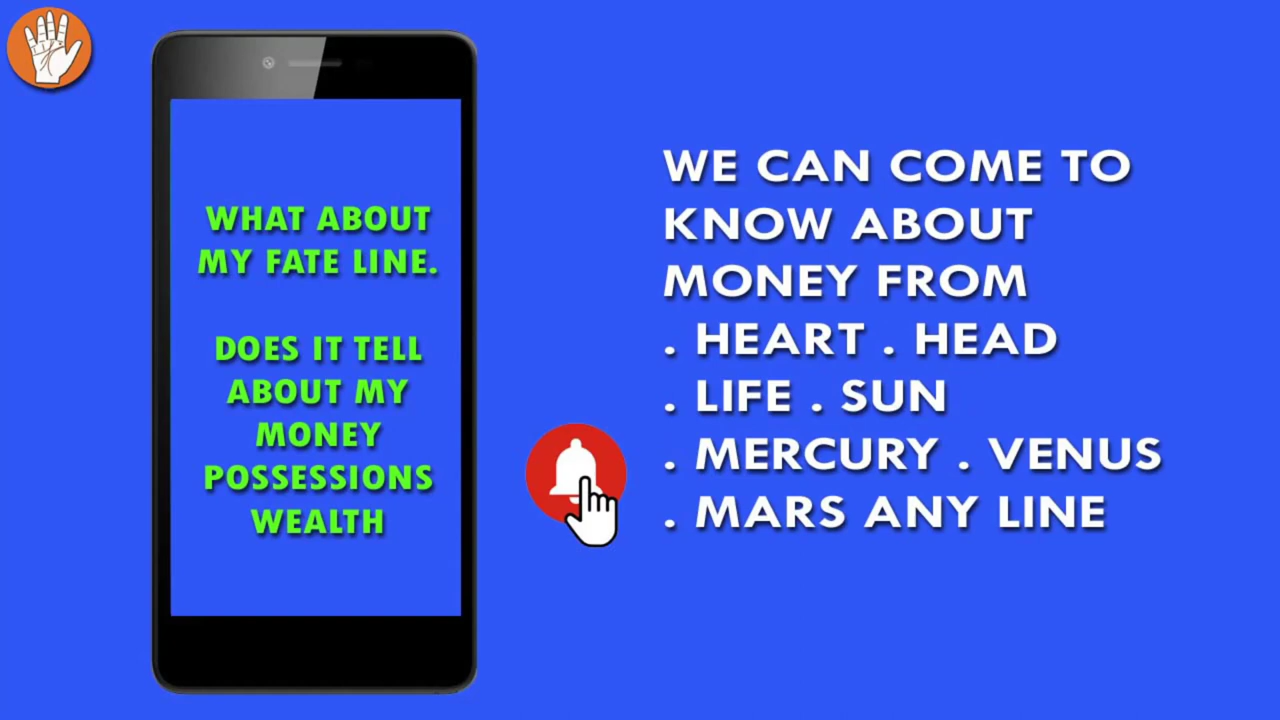 WHAT ABOUT
MY FATE LINE.
DOES IT TELL
ABOUT MY
MONEY
POSSESSIONS
WEALTH
WE CAN COME TO
KNOW ABOUT
MONEY FROM
. HEART . HEAD
. LIFE . SUN
. MERCURY . VENUS
. MARS ANY LINE